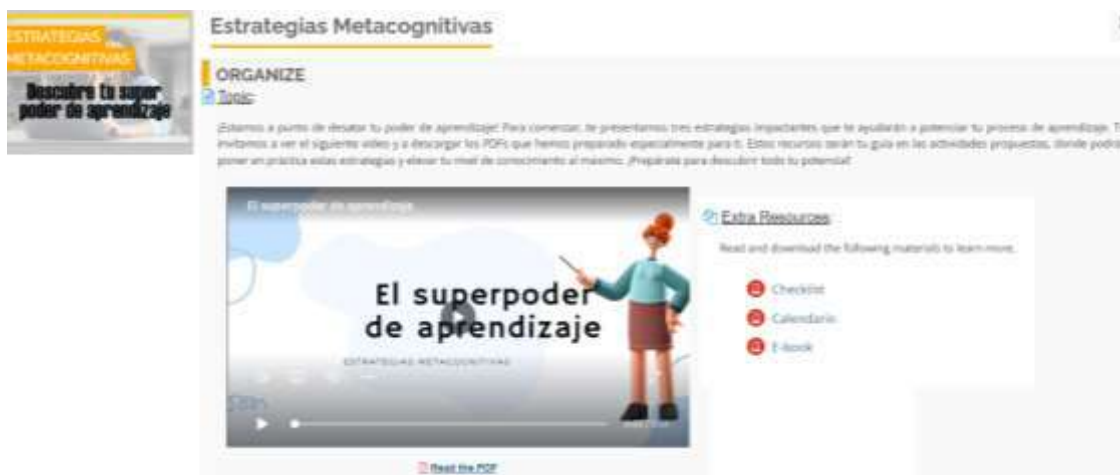 ESTRATEGIAS
METACOGNITIVAS
Descubre tu super
poder de aprendizaje
Estrategias Metacognitivas
ORGANIZE
Topic:
¡Estamos a punto de desatar tu poder de aprendizaje! Para comenzar, te presentamos tres estrategias impactantes que te ayudarán a potenciar tu proceso de aprendizaje.
invitamos a ver el siguiente video y a descargar los PDFs que hemos preparado especialmente para ti. Estos recursos serán tu guía en las actividades propuestas, donde
poner en práctica estas estrategias y elevar tu nivel de conocimiento al máximo. ¡Prepárate para descubrir todo tu potencial!
El superpoder de aprendizaje
El superpoder
de aprendizaje
ESTRATEGIAS METACOGNITIVAS
Extra Resources:
Read and download the following materials to learn more.
Checklist
Calendario
E-book
Read the PDF